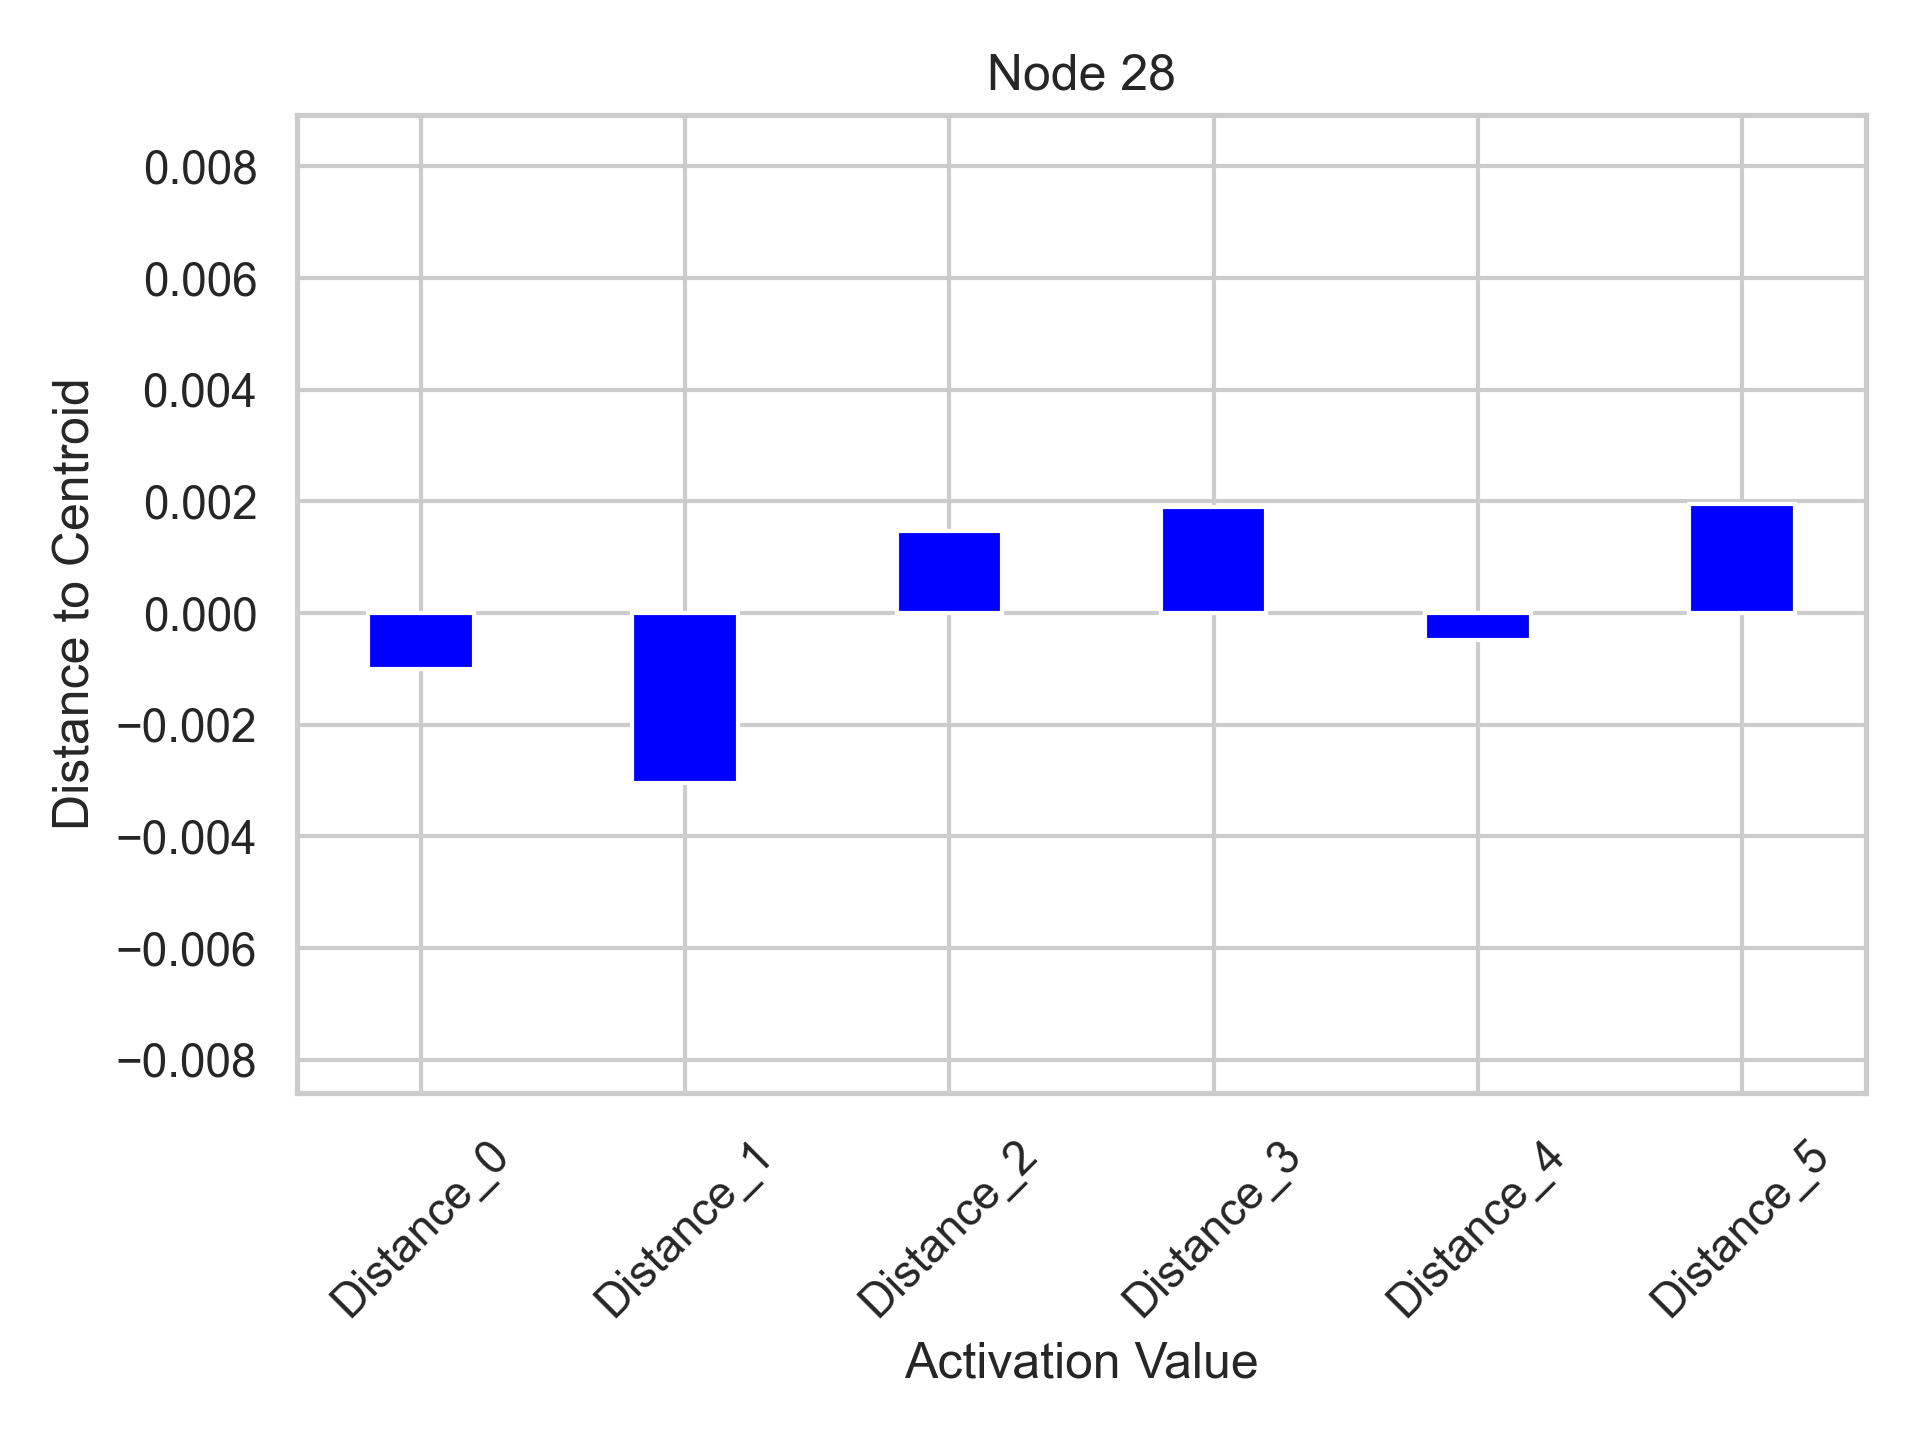 Node 28
0.008
0.006
0.004
0.002
0.000
−0.002
−0.004
−0.006
−0.008
Distance to Centroid
Distance_0
Distance_1
Distance_2
Distance_3
Distance_4
Distance_5
Activation Value